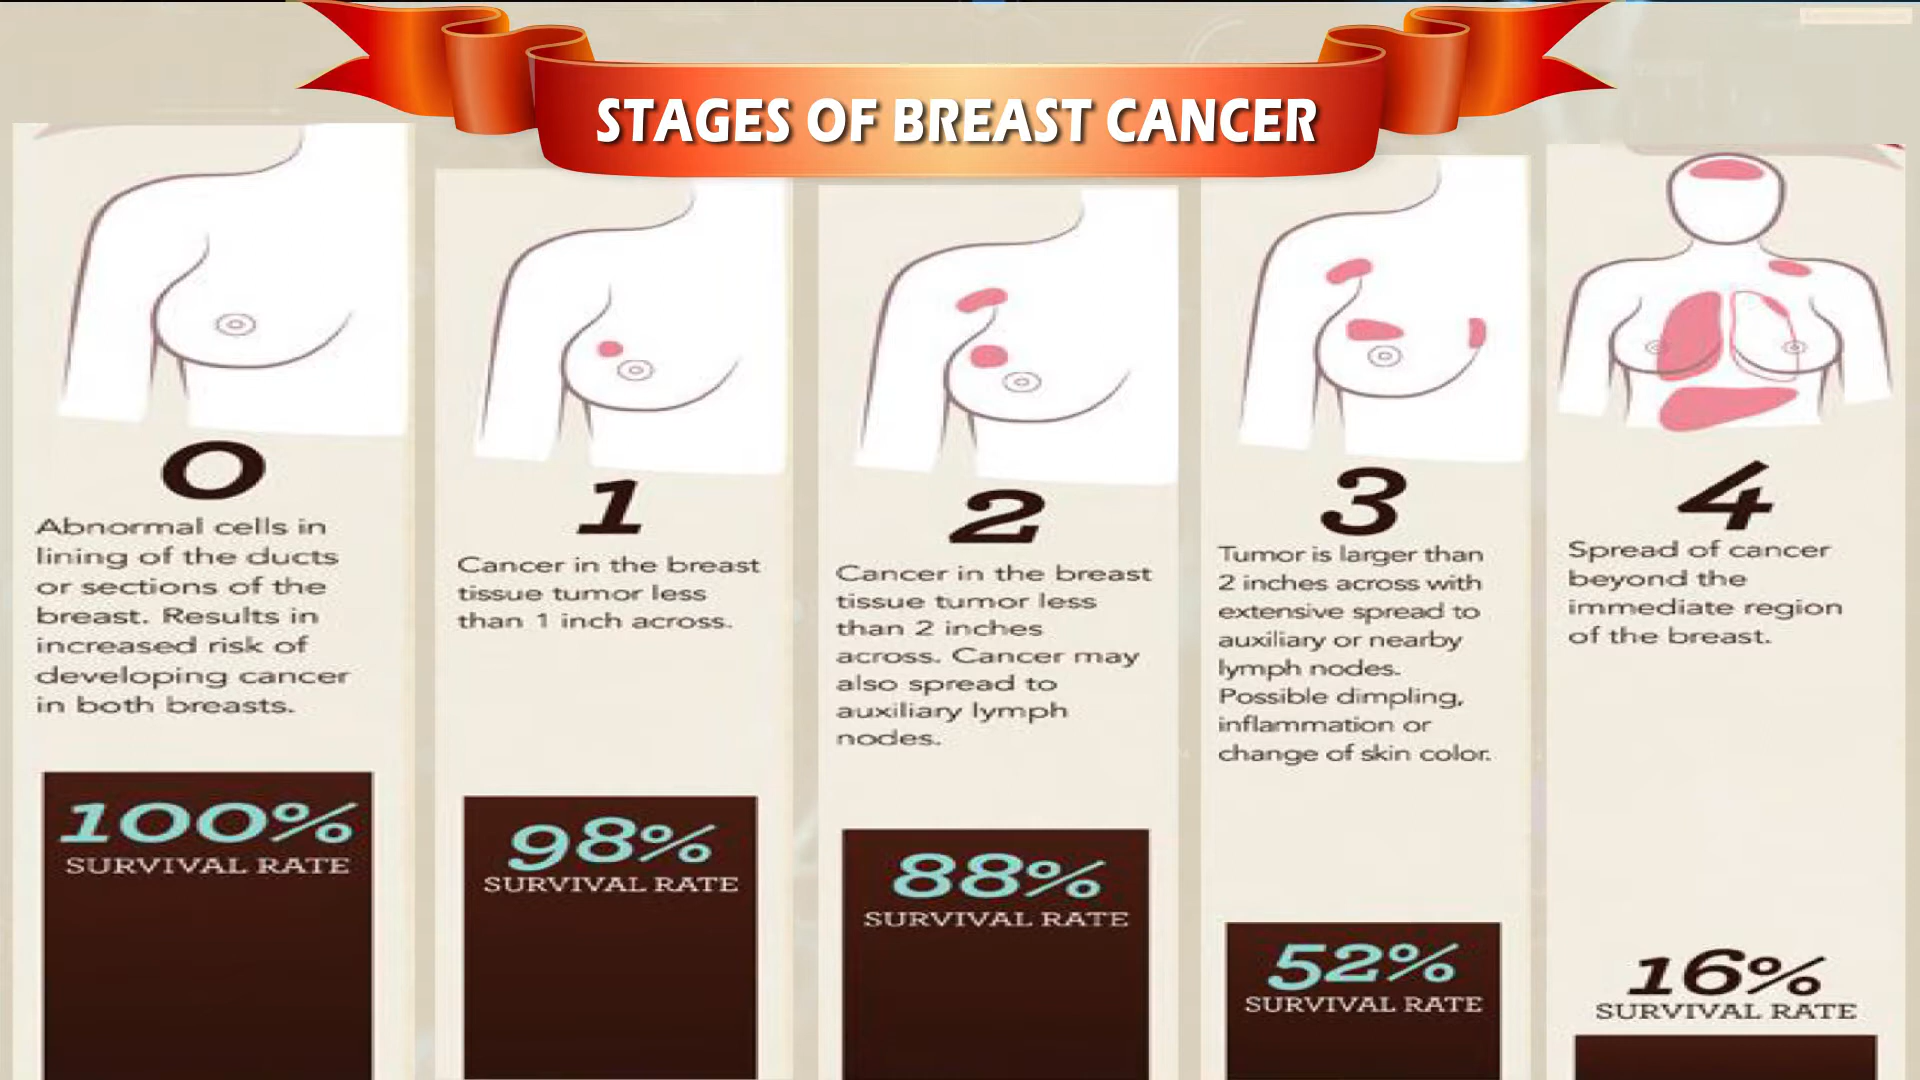 STAGES OF BREAST CANCER
0
Abnormal cells in
lining of the ducts
or sections of the
breast. Results in
increased risk of
developing cancer
in both breasts.
100%
SURVIVAL RATE
1
Cancer in the breast
tissue tumor less
than 1 inch across.
98%
SURVIVAL RATE
2
Cancer in the breast
tissue tumor less
than 2 inches
across. Cancer may
also spread to
auxiliary lymph
nodes.
88%
SURVIVAL RATE
3
Tumor is larger than
2 inches across with
extensive spread to
auxiliary or nearby
lymph nodes.
Possible dimpling,
inflammation or
change of skin color.
52%
SURVIVAL RATE
4
Spread of cancer
beyond the
immediate region
of the breast.
16%
SURVIVAL RATE